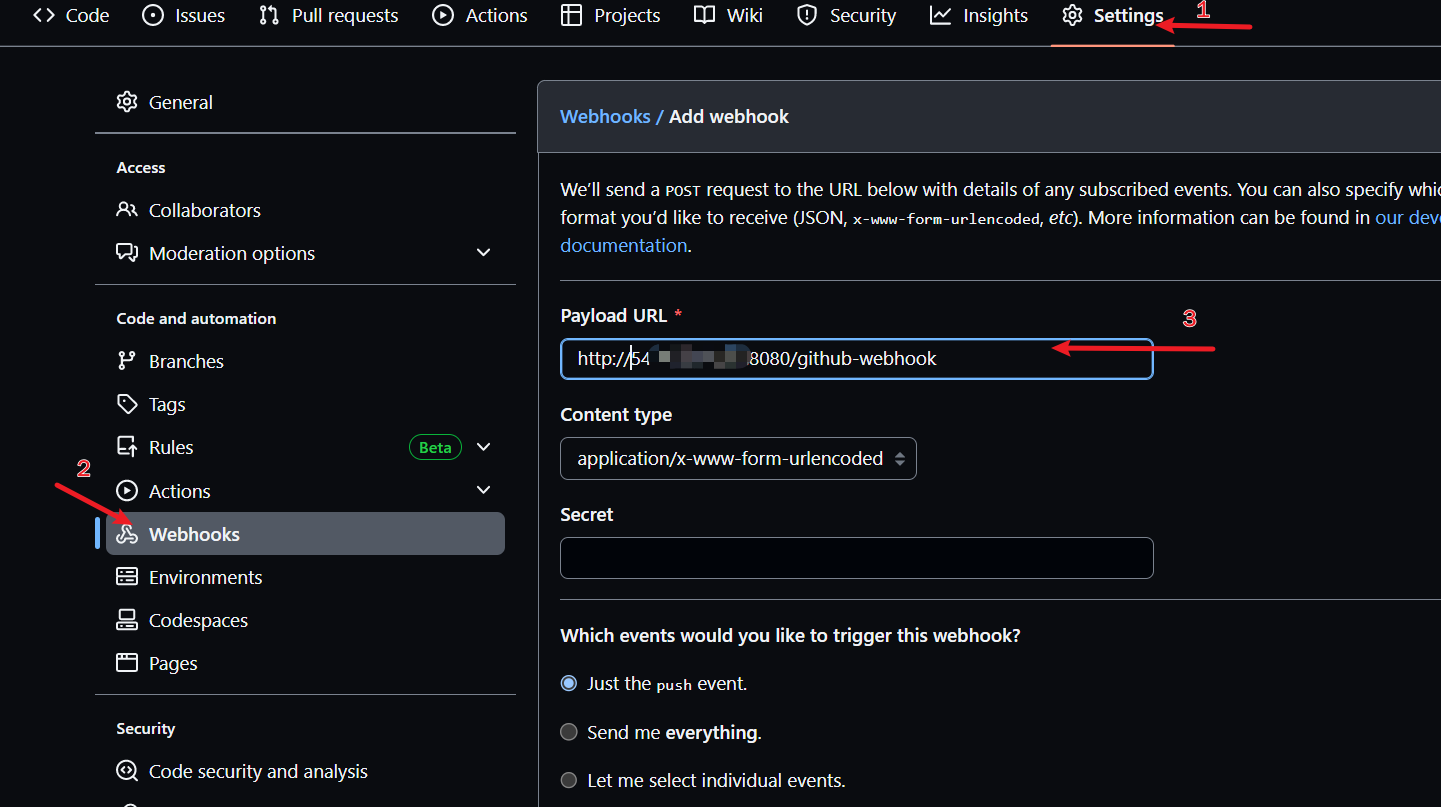 Code Issues Pull requests Actions Projects Wiki Security Insights Settings 1
General
Access
Collaborators
Moderation options
Code and automation
Branches
Tags
Rules Beta
2
Actions
Webhooks
Environments
Codespaces
Pages
Security
Code security and analysis
Webhooks / Add webhook
We'll send a POST request to the URL below with details of any subscribed events. You can also specify
format you'd like to receive (JSON, x-www-form-urlencoded, etc). More information can be found in our
documentation.
Payload URL *
3
http://54 8080/github-webhook
Content type
application/x-www-form-urlencoded
Secret
Which events would you like to trigger this webhook?
Just the push event.
Send me everything.
Let me select individual events.